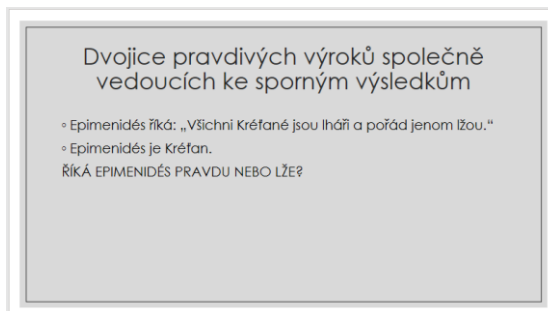 Dvojice pravdivých výroků společně
vedoucích ke sporným výsledkům
◦ Epimenidés říká: „Všichni Kréťané jsou lháři a pořád jenom lžou.“
◦ Epimenidés je Kréťan.
ŘÍKÁ EPIMENIDÉS PRAVDU NEBO LŽE?